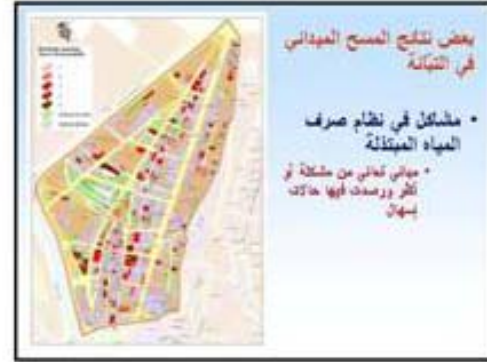 بعض نتائج المسح الميداني
في التبانة
• مشاكل في نظام صرف
المياه المبتذلة
• مباني تعاني من مشكلة أو
أكثر ورصدت فيها حالات
إسهال